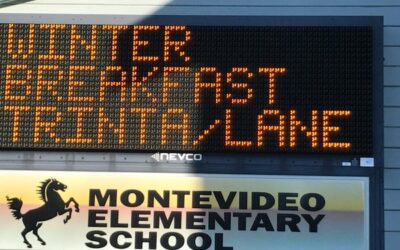 WINTER
BREAKFAST
TRINTA/LANE
NEVCO
MONTEVIDEO
ELEMENTARY
SCHOOL